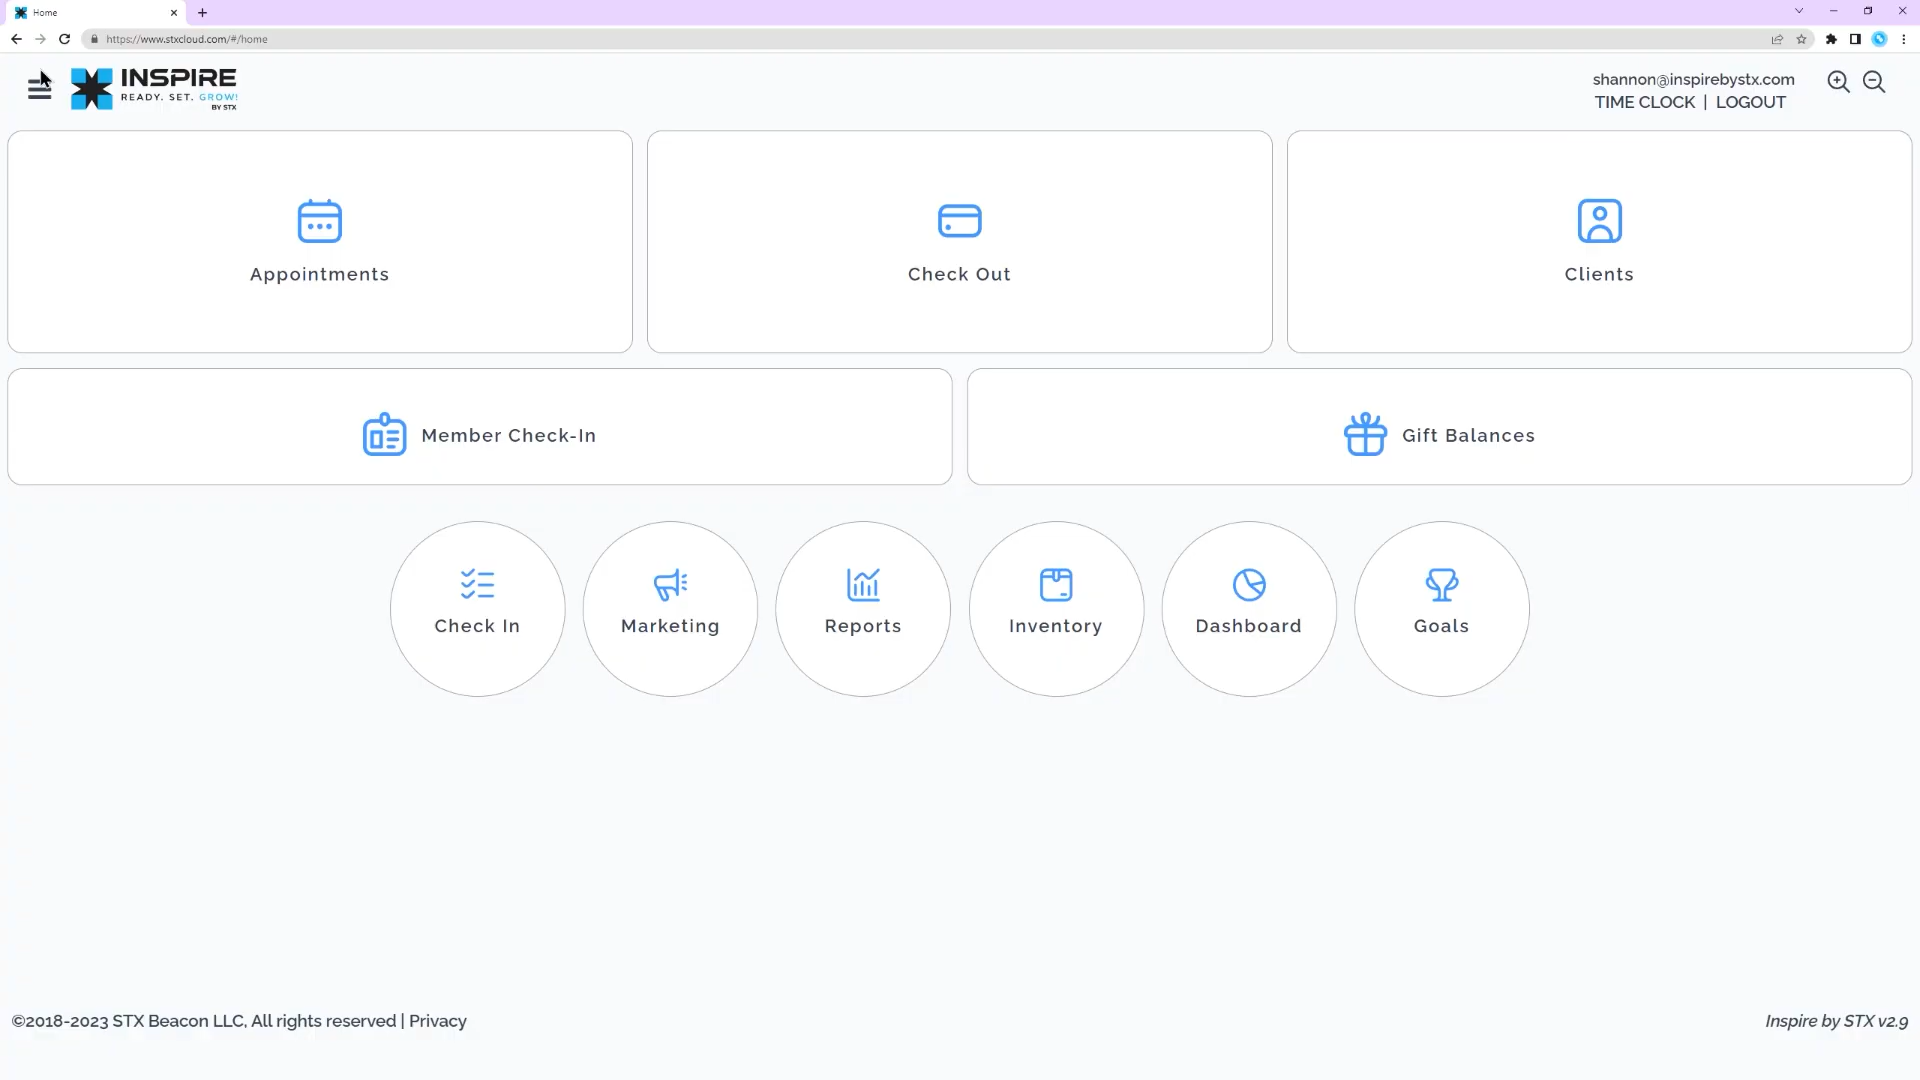 Home
https://www.stxcloud.com/#/home
INSPIRE
READY. SET. GROW!
BY STX
shannon@inspirebystx.com
TIME CLOCK | LOGOUT
Appointments
Check Out
Clients
Member Check-In
Gift Balances
Check In
Marketing
Reports
Inventory
Dashboard
Goals
©2018-2023 STX Beacon LLC, All rights reserved | Privacy
Inspire by STX v2.9